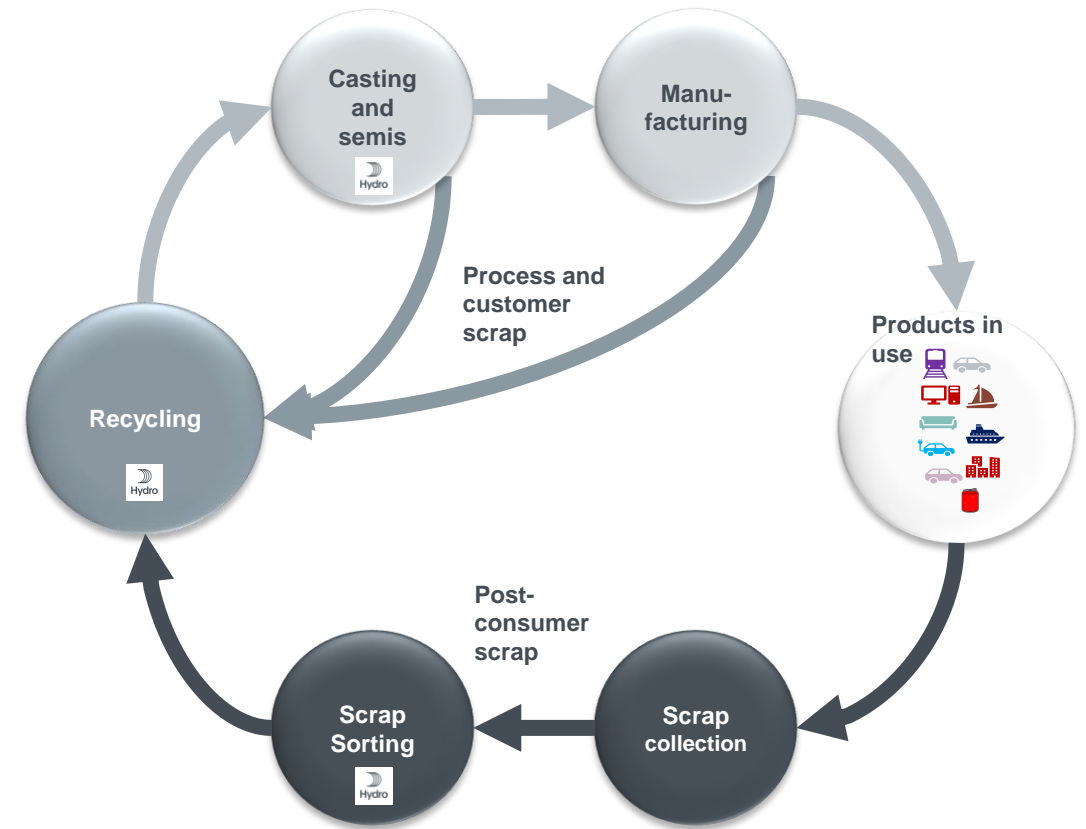 Casting
and
semis
Hydro
Manu-
facturing
Process and
customer
scrap
Products in
use
Recycling
Hydro
Post-
consumer
scrap
Scrap
Sorting
Hydro
Scrap
collection